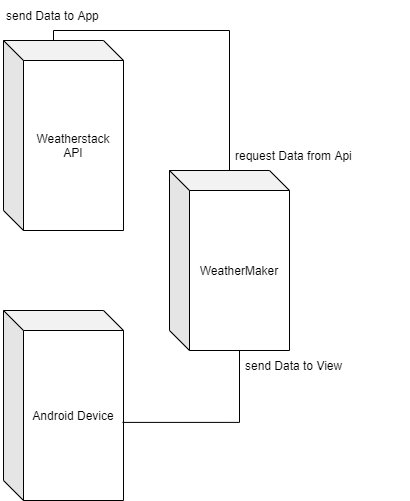 send Data to App
Weatherstack
API
request Data from Api
WeatherMaker
send Data to View
Android Device